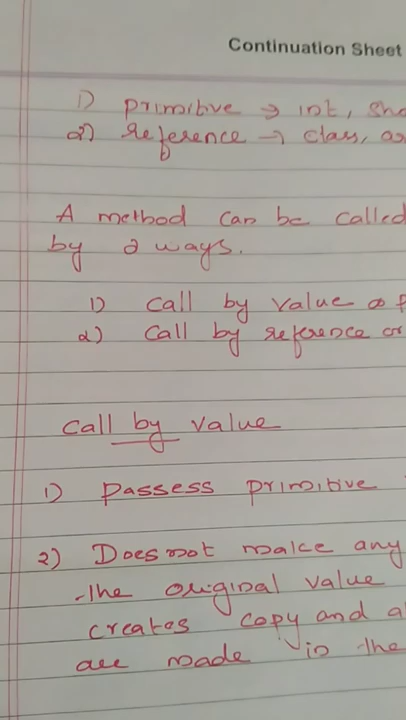 Continuation Sheet
1) primitive → int, sho
2) Reference → class, a
A method can be called
by 2 ways.
1) Call by value o
2) Call by reference or
Call by value
1) Passess primitive
2) Does not make any
the original value
creates copy and a
are made in the